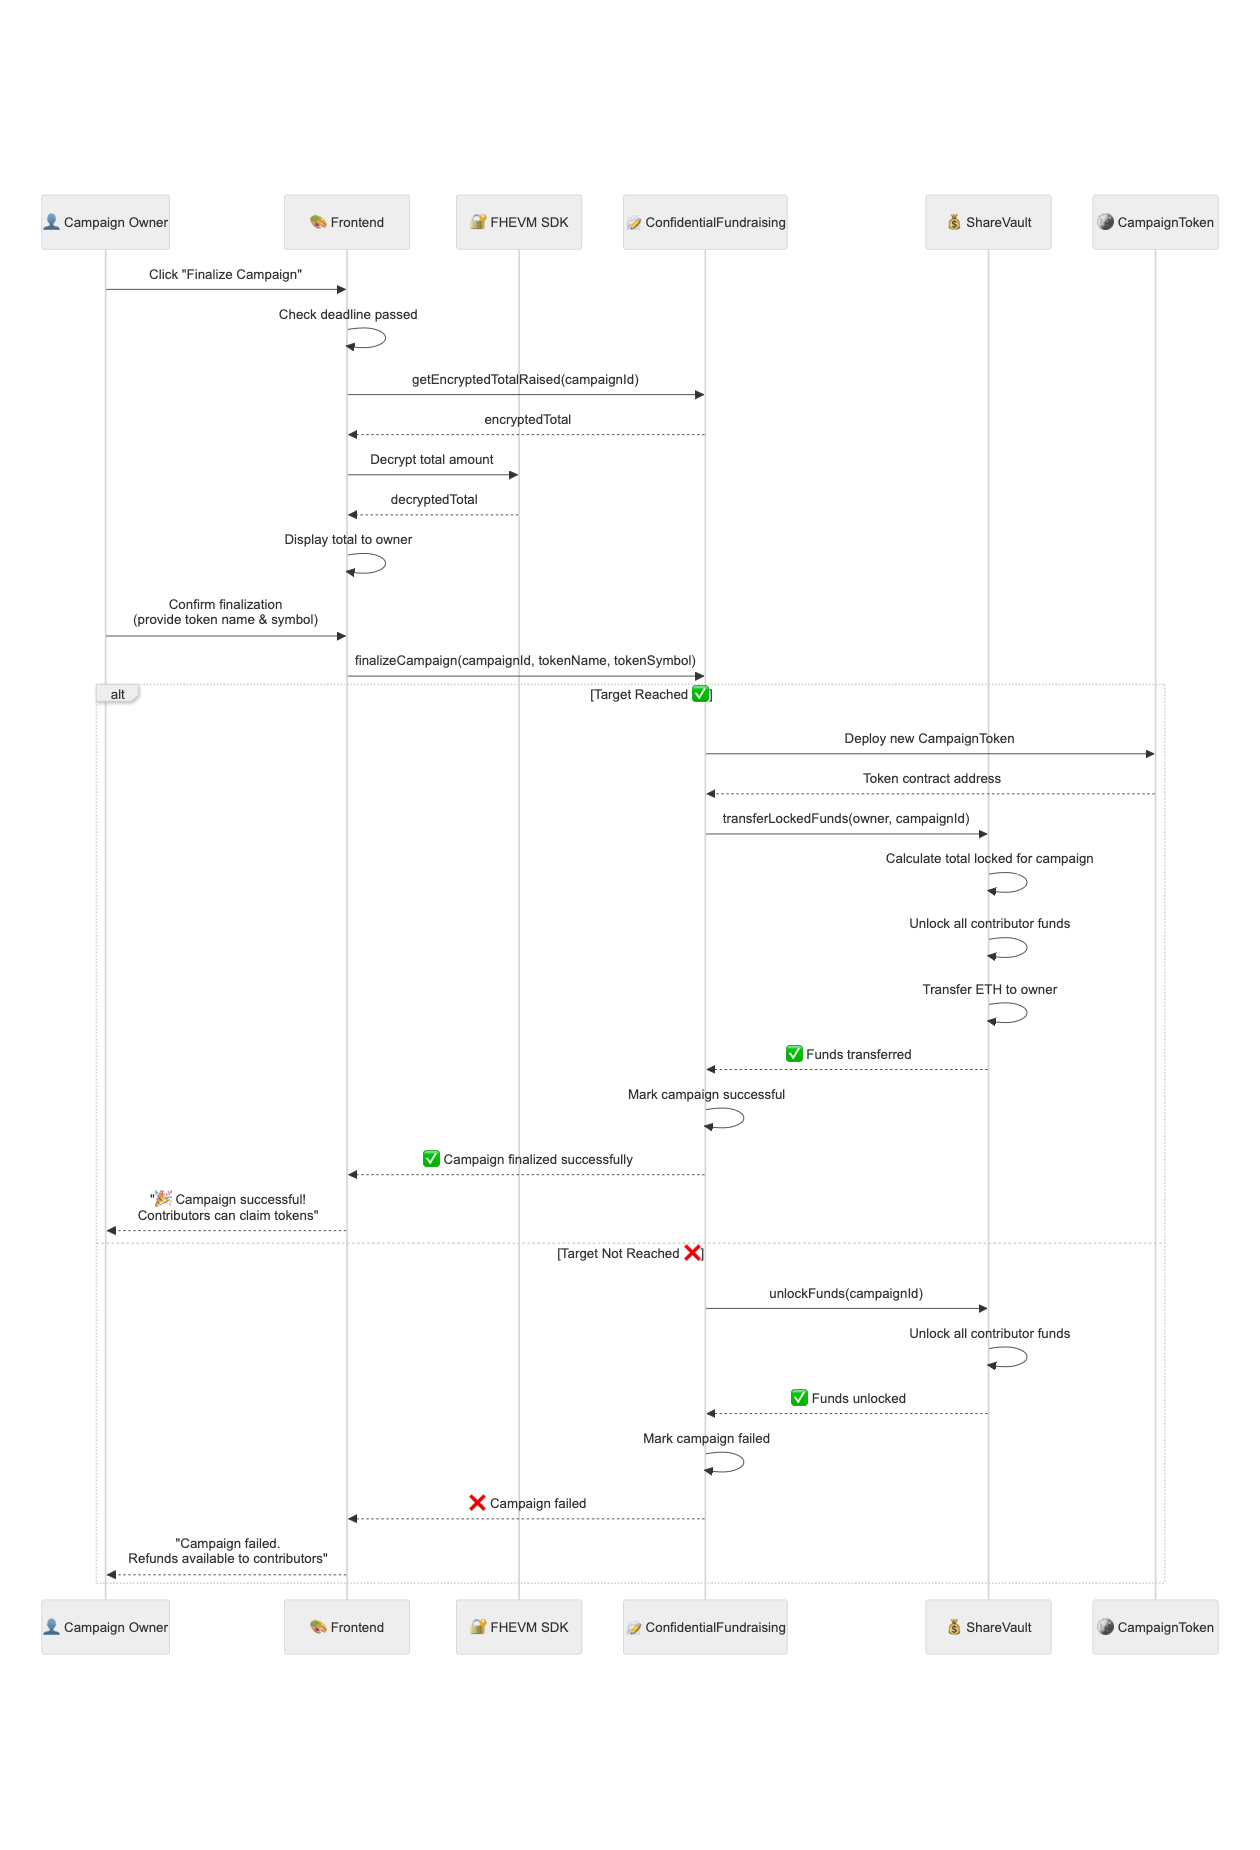 👤 Campaign Owner
🎨 Frontend
🔐 FHEVM SDK
📝 ConfidentialFundraising
💰 ShareVault
🪙 CampaignToken
Click "Finalize Campaign"
Check deadline passed
getEncryptedTotalRaised(campaignId)
encryptedTotal
Decrypt total amount
decryptedTotal
Display total to owner
Confirm finalization
(provide token name & symbol)
finalizeCampaign(campaignId, tokenName, tokenSymbol)
alt
[Target Reached ✅]
Deploy new CampaignToken
Token contract address
transferLockedFunds(owner, campaignId)
Calculate total locked for campaign
Unlock all contributor funds
Transfer ETH to owner
✅ Funds transferred
Mark campaign successful
✅ Campaign finalized successfully
"🎉 Campaign successful!
Contributors can claim tokens"
[Target Not Reached ❌]
unlockFunds(campaignId)
Unlock all contributor funds
✅ Funds unlocked
Mark campaign failed
❌ Campaign failed
"Campaign failed.
Refunds available to contributors"
👤 Campaign Owner
🎨 Frontend
🔐 FHEVM SDK
📝 ConfidentialFundraising
💰 ShareVault
🪙 CampaignToken